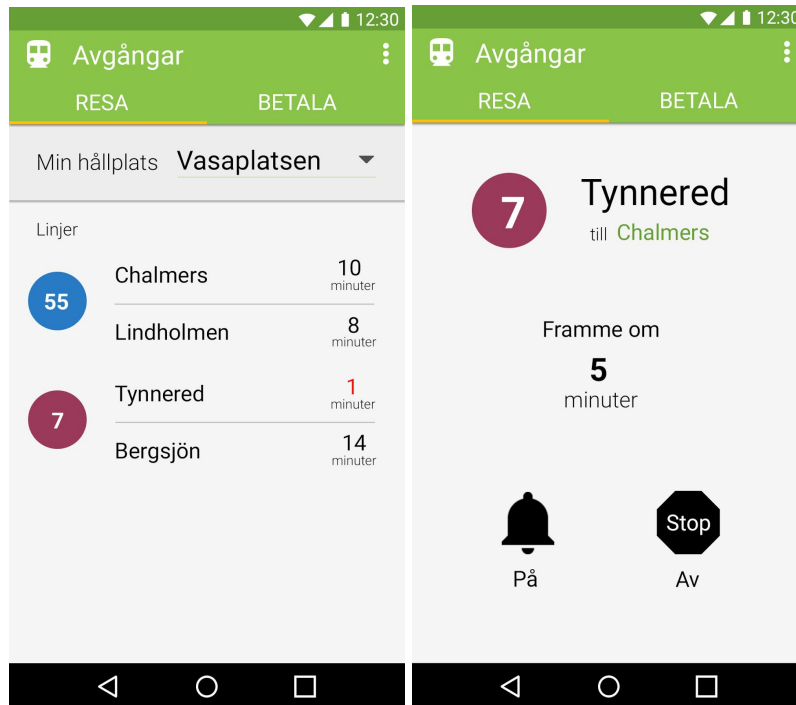 12:30
Avgångar
RESA BETALA
Min hållplats Vasaplatsen
Linjer
55
Chalmers 10 minuter
Lindholmen 8 minuter
7
Tynnered 1 minuter
Bergsjön 14 minuter
12:30
Avgångar
RESA BETALA
7
Tynnered
till Chalmers
Framme om
5
minuter
Stop
På Av